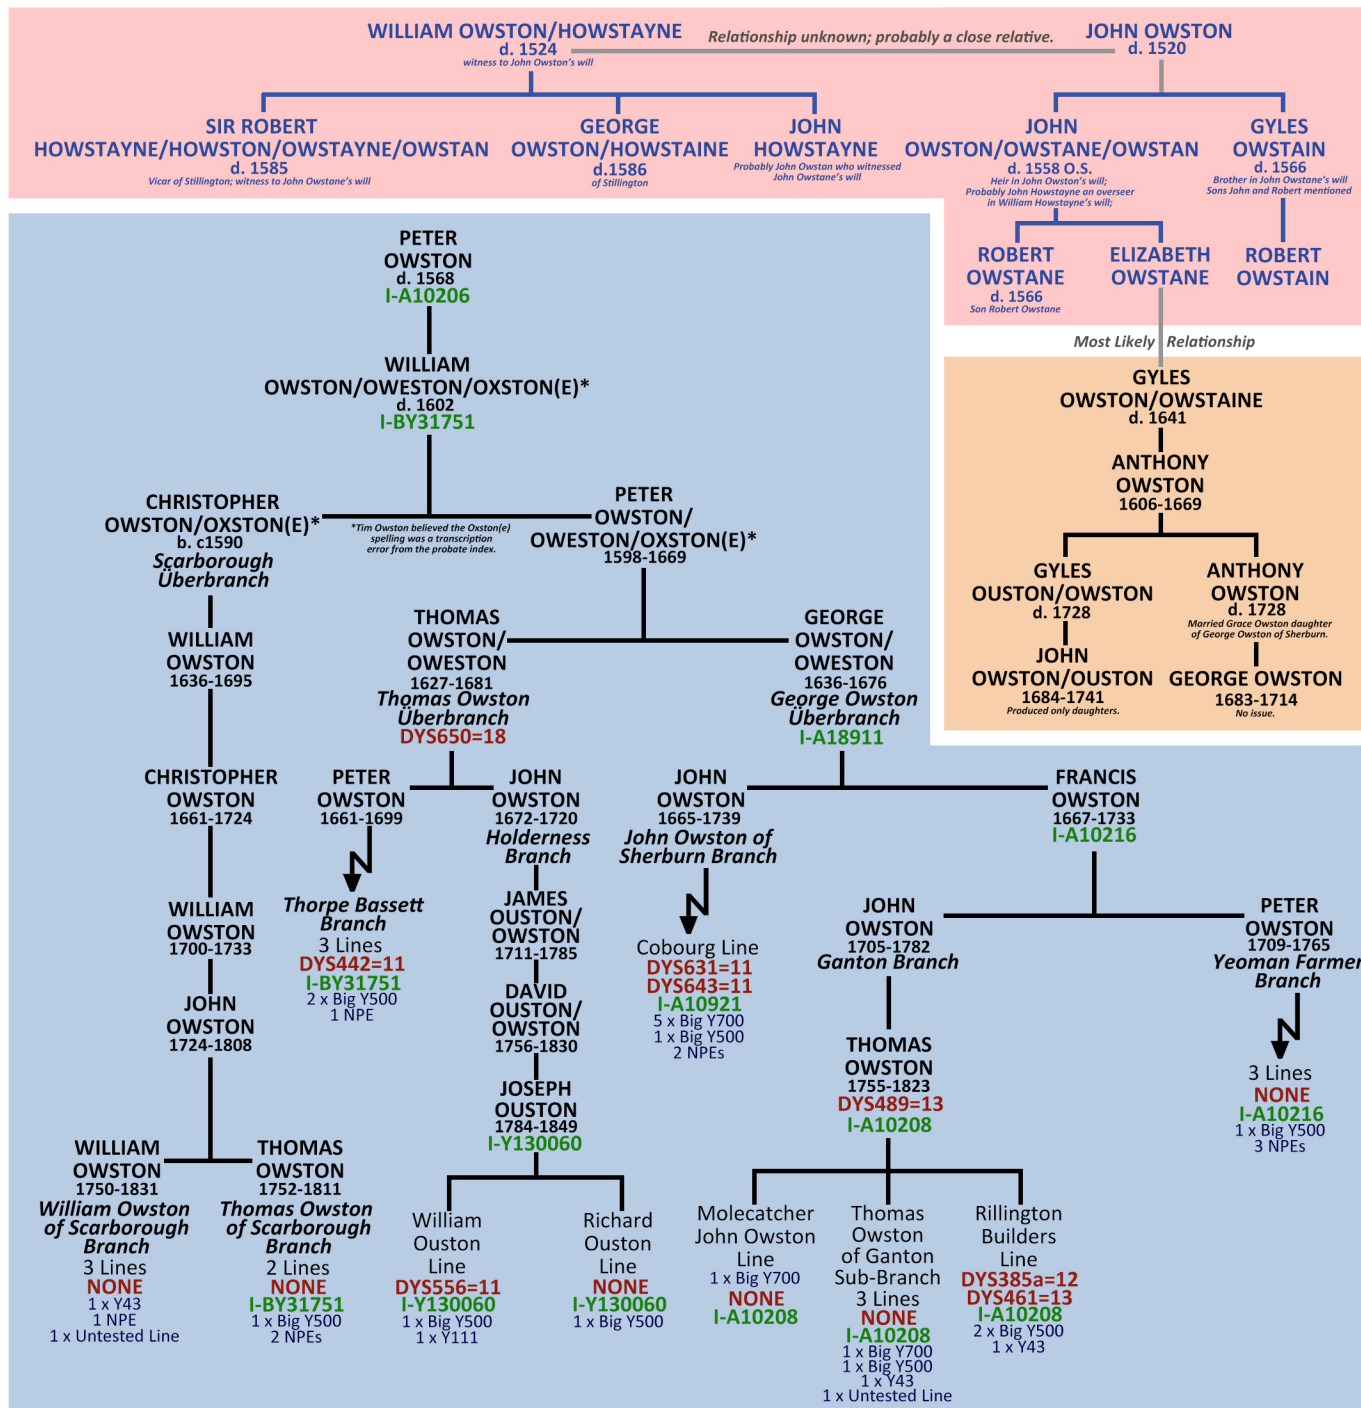 WILLIAM OWSTON/HOWSTAYNE
d. 1524
witness to John Owston's will
Relationship unknown; probably a close relative.
JOHN OWSTON
d. 1520
SIR ROBERT
HOWSTAYNE/HOWSTON/OWSTAYNE/OWSTAN
d. 1585
Vicar of Stillington; witness to John Owstane's will
GEORGE
OWSTON/HOWSTAINE
d.1586
of Stillington
JOHN
HOWSTAYNE
Probably John Owstan who witnessed
John Owstane's will
JOHN
OWSTON/OWSTANE/OWSTAN
d. 1558 O.S.
Heir in John Owston's will;
Probably John Howstayne an overseer
in William Howstayne's will;
GYLES
OWSTAIN
d. 1566
Brother in John Owstane's will
Sons John and Robert mentioned
ROBERT
OWSTANE
d. 1566
Son Robert Owstane
ELIZABETH
OWSTANE
ROBERT
OWSTAIN
Most Likely Relationship
GYLES
OWSTON/OWSTAINE
d. 1641
ANTHONY
OWSTON
1606-1669
GYLES
OUSTON/OWSTON
d. 1728
ANTHONY
OWSTON
d. 1728
Married Grace Owston daughter
of George Owston of Sherburn.
JOHN
OWSTON/OUSTON
1684-1741
Produced only daughters.
GEORGE OWSTON
1683-1714
No issue.
PETER
OWSTON
d. 1568
I-A10206
WILLIAM
OWSTON/OWESTON/OXSTON(E)*
d. 1602
I-BY31751
CHRISTOPHER
OWSTON/OXSTON(E)*
b. c1590
Scarborough
Überbranch
*Tim Owston believed the Oxston(e)
spelling was a transcription
error from the probate index.
PETER
OWSTON/
OWESTON/OXSTON(E)*
1598-1669
WILLIAM
OWSTON
1636-1695
THOMAS
OWSTON/
OWESTON
1627-1681
Thomas Owston
Überbranch
DYS650=18
GEORGE
OWSTON/
OWESTON
1636-1676
George Owston
Überbranch
I-A18911
CHRISTOPHER
OWSTON
1661-1724
PETER
OWSTON
1661-1699
JOHN
OWSTON
1672-1720
Holderness
Branch
JOHN
OWSTON
1665-1739
John Owston of
Sherburn Branch
FRANCIS
OWSTON
1667-1733
I-A10216
WILLIAM
OWSTON
1700-1733
Thorpe Bassett
Branch
3 Lines
DYS442=11
I-BY31751
2 x Big Y500
1 NPE
JAMES
OUSTON/
OWSTON
1711-1785
Cobourg Line
DYS631=11
DYS643=11
I-A10921
5 x Big Y700
1 x Big Y500
2 NPEs
JOHN
OWSTON
1705-1782
Ganton Branch
PETER
OWSTON
1709-1765
Yeoman Farmer
Branch
JOHN
OWSTON
1724-1808
DAVID
OUSTON/
OWSTON
1756-1830
THOMAS
OWSTON
1755-1823
DYS489=13
I-A10208
3 Lines
NONE
I-A10216
1 x Big Y500
3 NPEs
JOSEPH
OUSTON
1784-1849
I-Y130060
WILLIAM
OWSTON
1750-1831
William Owston
of Scarborough
Branch
3 Lines
NONE
1 x Y43
1 NPE
1 x Untested Line
THOMAS
OWSTON
1752-1811
Thomas Owston
of Scarborough
Branch
2 Lines
NONE
I-BY31751
1 x Big Y500
2 NPEs
William
Ouston
Line
DYS556=11
I-Y130060
1 x Big Y500
1 x Y111
Richard
Ouston
Line
NONE
I-Y130060
1 x Big Y500
Molecatcher
John Owston
Line
1 x Big Y700
NONE
I-A10208
Thomas
Owston
of Ganton
Sub-Branch
3 Lines
NONE
I-A10208
1 x Big Y700
1 x Big Y500
1 x Y43
1 x Untested Line
Rillington
Builders
Line
DYS385a=12
DYS461=13
I-A10208
2 x Big Y500
1 x Y43